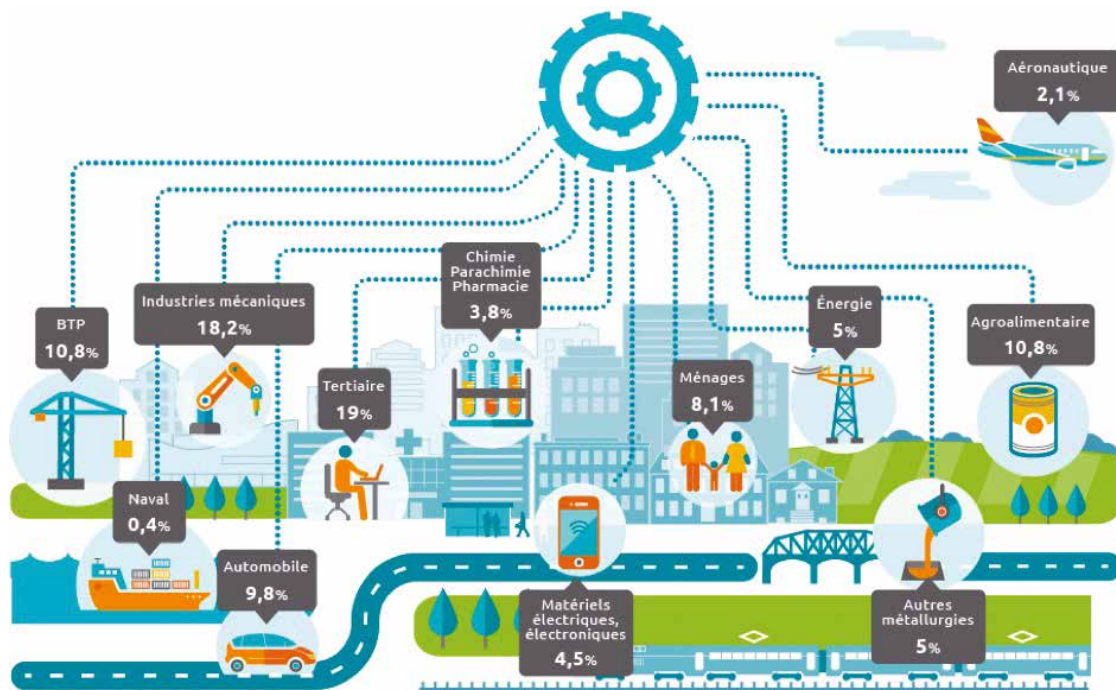 Aéronautique
2,1%
Chimie
Parachimie
Pharmacie
3,8%
Industries mécaniques
18,2%
Énergie
5%
BTP
10,8%
Agroalimentaire
10,8%
Tertiaire
19%
Ménages
8,1%
Naval
0,4%
Automobile
9,8%
Matériels
électriques,
électroniques
4,5%
Autres
métallurgies
5%